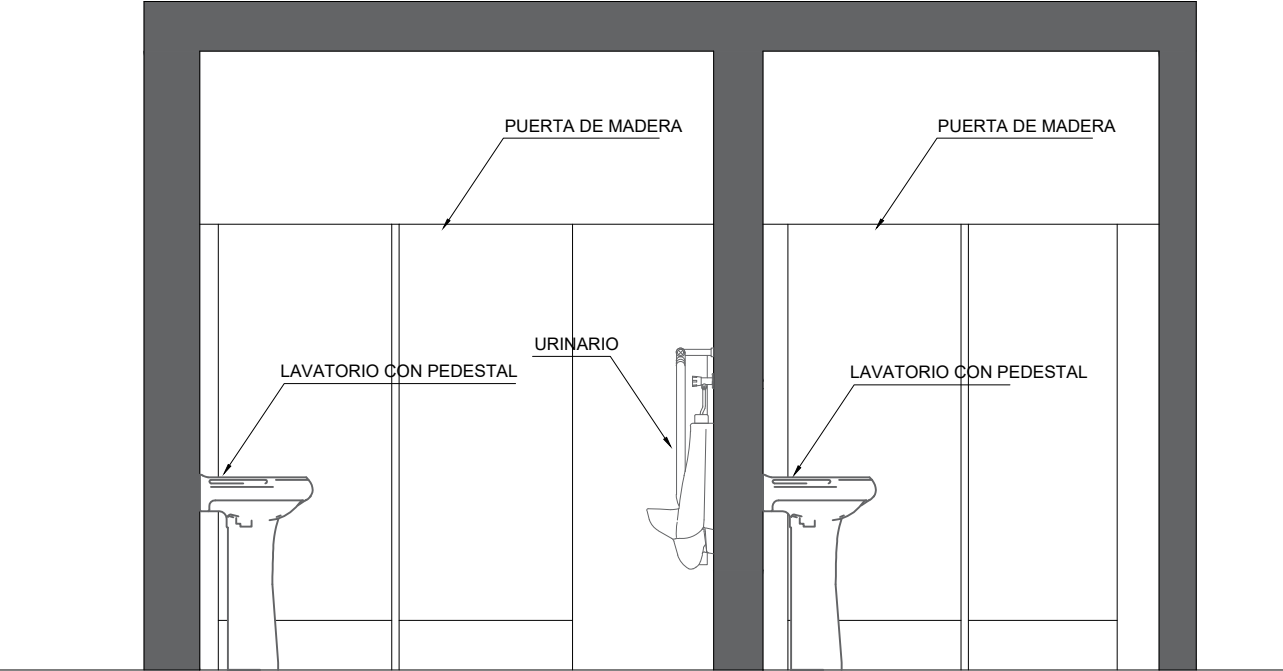 PUERTA DE MADERA
PUERTA DE MADERA
URINARIO
LAVATORIO CON PEDESTAL
LAVATORIO CON PEDESTAL